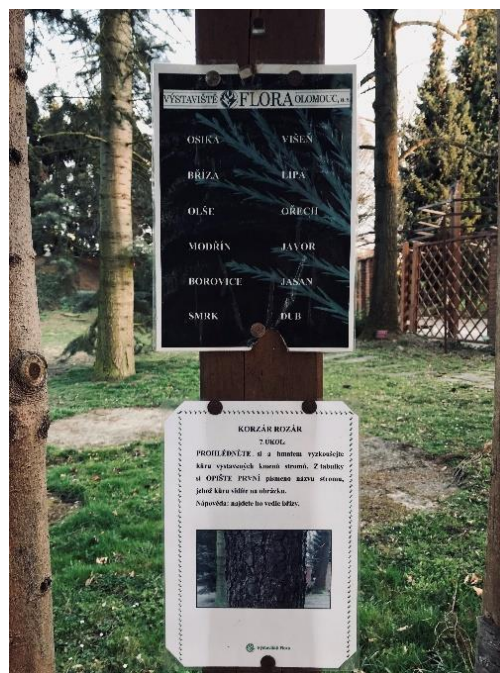 VÝSTAVIŠTĚ FLORA OLOMOUC, a.s.
OSIKA VIŠEŇ
BŘÍZA LÍPA
OLŠE OŘECH
MODŘÍN JAVOR
BOROVICE JASAN
SMRK DUB
KORZÁR ROZÁR
7.ÚKOL
PROHLÉDNĚTE si a hmatem vyzkoušejte
kůru vystavených kmenů stromů. Z tabulky
si OPIŠTE PRVNÍ písmeno názvu stromu,
jehož kůru vidíte na obrázku.
Nápověda: najdete ho vedle břízy.
Výstaviště Flora